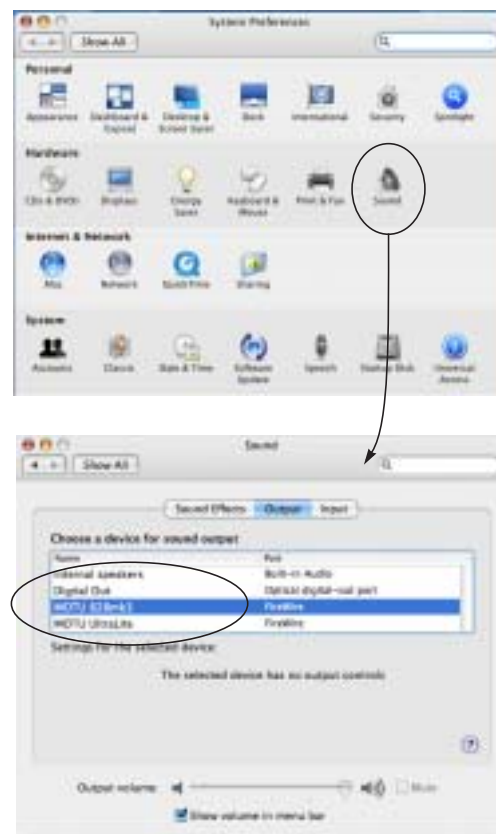 System Preferences
Show All
Personal
Appearance Dashboard & Exposé Desktop & Screen Saver Dock International Security Spotlight
Hardware
CDs & DVDs Displays Energy Saver Keyboard & Mouse Print & Fax Sound
Internet & Network
.Mac Network QuickTime Sharing
System
Accounts Classic Date & Time Software Update Speech Startup Disk Universal Access
Sound
Show All
Sound Effects Output Input
Choose a device for sound output
Name Port
Internal speakers Built-in Audio
Digital Out Optical digital-out port
MOTU 828mk3 FireWire
MOTU UltraLite FireWire
Settings for the selected device:
The selected device has no output controls
?
Output volume: Mute
Show volume in menu bar